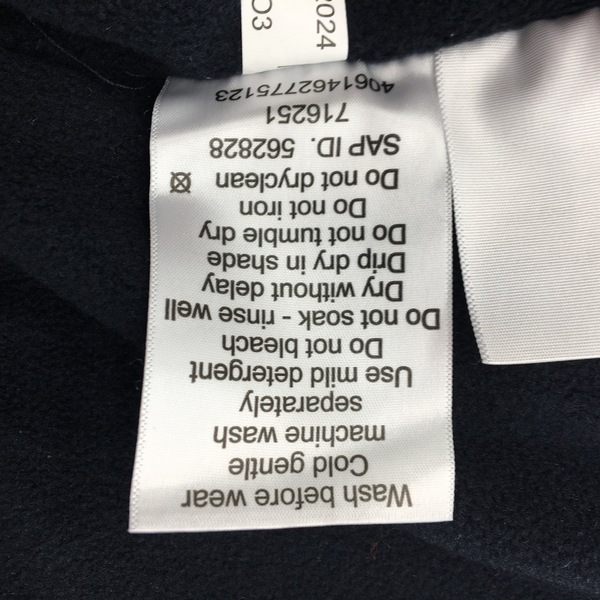 Wash before wear
Cold gentle
machine wash
separately
Use mild detergent
Do not bleach
Do not soak - rinse well
Dry without delay
Drip dry in shade
Do not tumble dry
Do not iron
Do not dryclean
SAP ID. 562828
716251
4061462775123
2024
O3